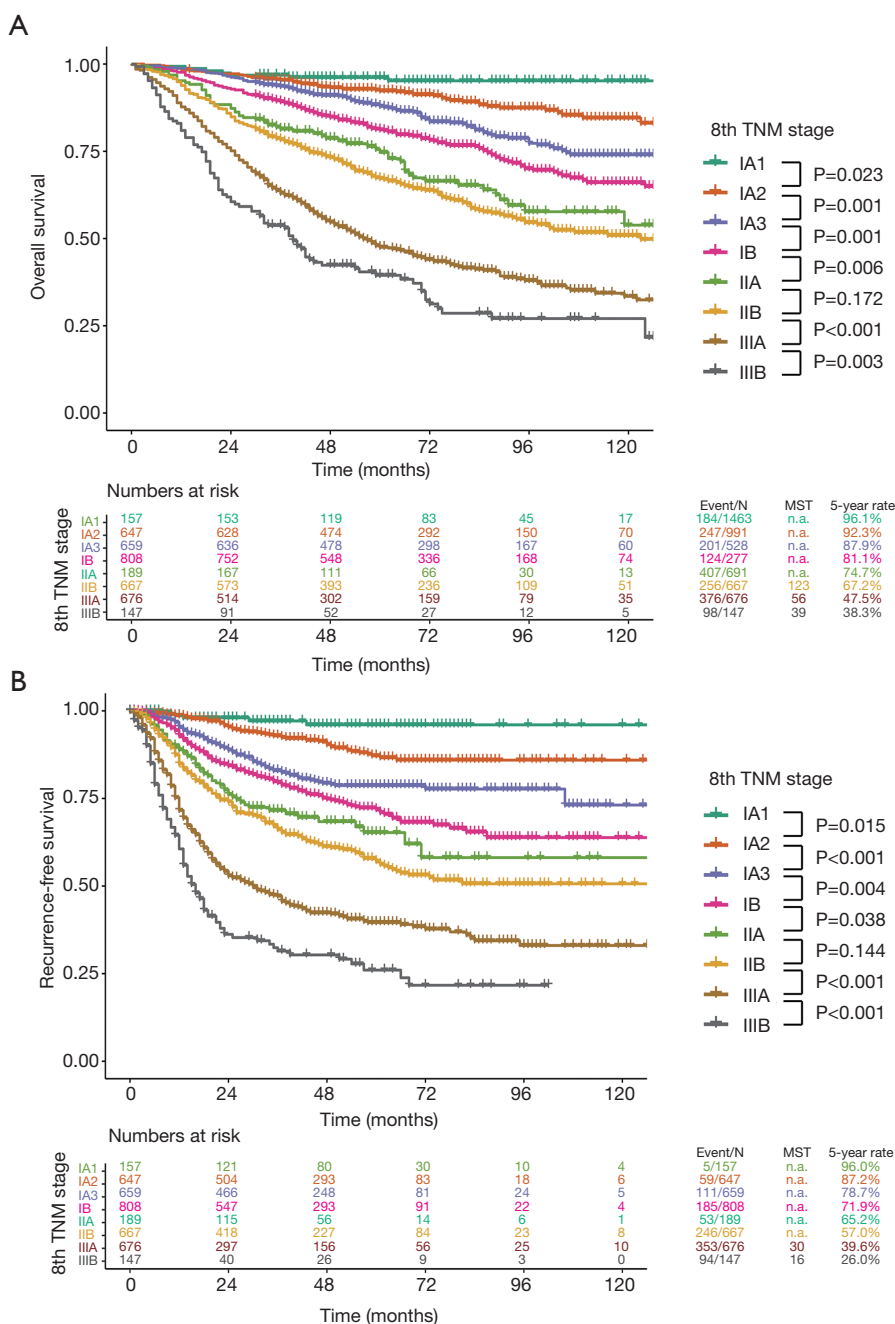 A
1.00
0.75
0.50
0.25
0.00
Overall survival
0 24 48 72 96 120
Time (months)
8th TNM stage
IA1
IA2
IA3
IB
IIA
IIB
IIIA
IIIB
P=0.023
P=0.001
P=0.001
P=0.006
P=0.172
P<0.001
P=0.003
Numbers at risk
8th TNM stage
Event/N MST 5-year rate
IA1 157 153 119 83 45 17 184/1463 n.a. 96.1%
IA2 647 628 474 292 150 70 247/991 n.a. 92.3%
IA3 659 636 478 298 167 60 201/528 n.a. 87.9%
IB 808 752 548 336 168 74 124/277 n.a. 81.1%
IIA 189 167 111 66 30 13 407/691 n.a. 74.7%
IIB 667 573 393 236 109 51 256/667 123 67.2%
IIIA 676 514 302 159 79 35 376/676 56 47.5%
IIIB 147 91 52 27 12 5 98/147 39 38.3%
0 24 48 72 96 120
Time (months)
B
1.00
0.75
0.50
0.25
0.00
Recurrence-free survival
0 24 48 72 96 120
Time (months)
8th TNM stage
IA1
IA2
IA3
IB
IIA
IIB
IIIA
IIIB
P=0.015
P<0.001
P=0.004
P=0.038
P=0.144
P<0.001
P<0.001
Numbers at risk
8th TNM stage
Event/N MST 5-year rate
IA1 157 121 80 30 10 4 5/157 n.a. 96.0%
IA2 647 504 293 83 18 6 59/647 n.a. 87.2%
IA3 659 466 248 81 24 5 111/659 n.a. 78.7%
IB 808 547 293 91 22 4 185/808 n.a. 71.9%
IIA 189 115 56 14 6 1 53/189 n.a. 65.2%
IIB 667 418 227 84 23 8 246/667 n.a. 57.0%
IIIA 676 297 156 56 25 10 353/676 30 39.6%
IIIB 147 40 26 9 3 0 94/147 16 26.0%
0 24 48 72 96 120
Time (months)